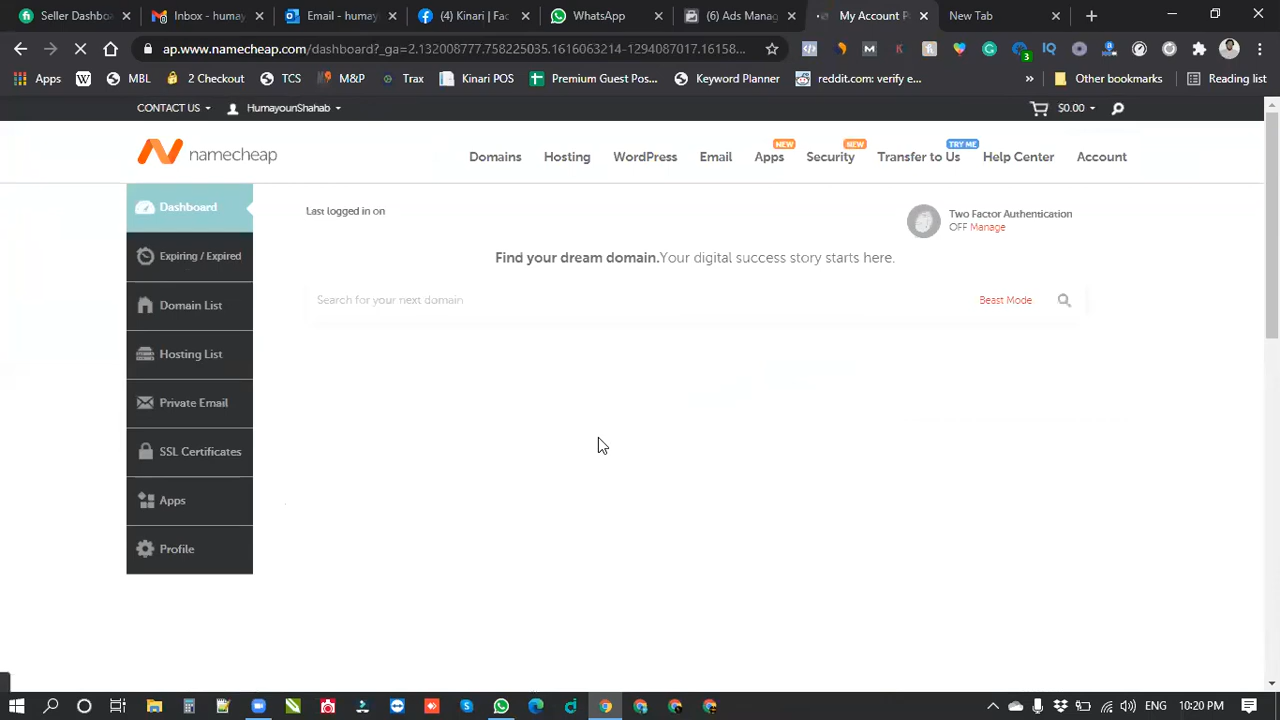 Seller Dashbo
Inbox - humay
Email - humay
(4) Kinari | Fac
WhatsApp
(6) Ads Manag
My Account P
New Tab
ap.namecheap.com/dashboard?_ga=2.132008777.758225035.1616063214-1294087017.16158...
3
Apps
MBL
2 Checkout
TCS
M&P
Trax
Kinari POS
Premium Guest Pos...
Keyword Planner
reddit.com: verify e...
»
Other bookmarks
Reading list
CONTACT US
HumayounShahab
$0.00
namecheap
Domains
Hosting
WordPress
Email
Apps
NEW
Security
NEW
Transfer to Us
TRY ME
Help Center
Account
Dashboard
Expiring / Expired
Domain List
Hosting List
Private Email
SSL Certificates
Apps
Profile
Last logged in on
Two Factor Authentication
OFF Manage
Find your dream domain.Your digital success story starts here.
Search for your next domain
Beast Mode
ENG
10:20 PM